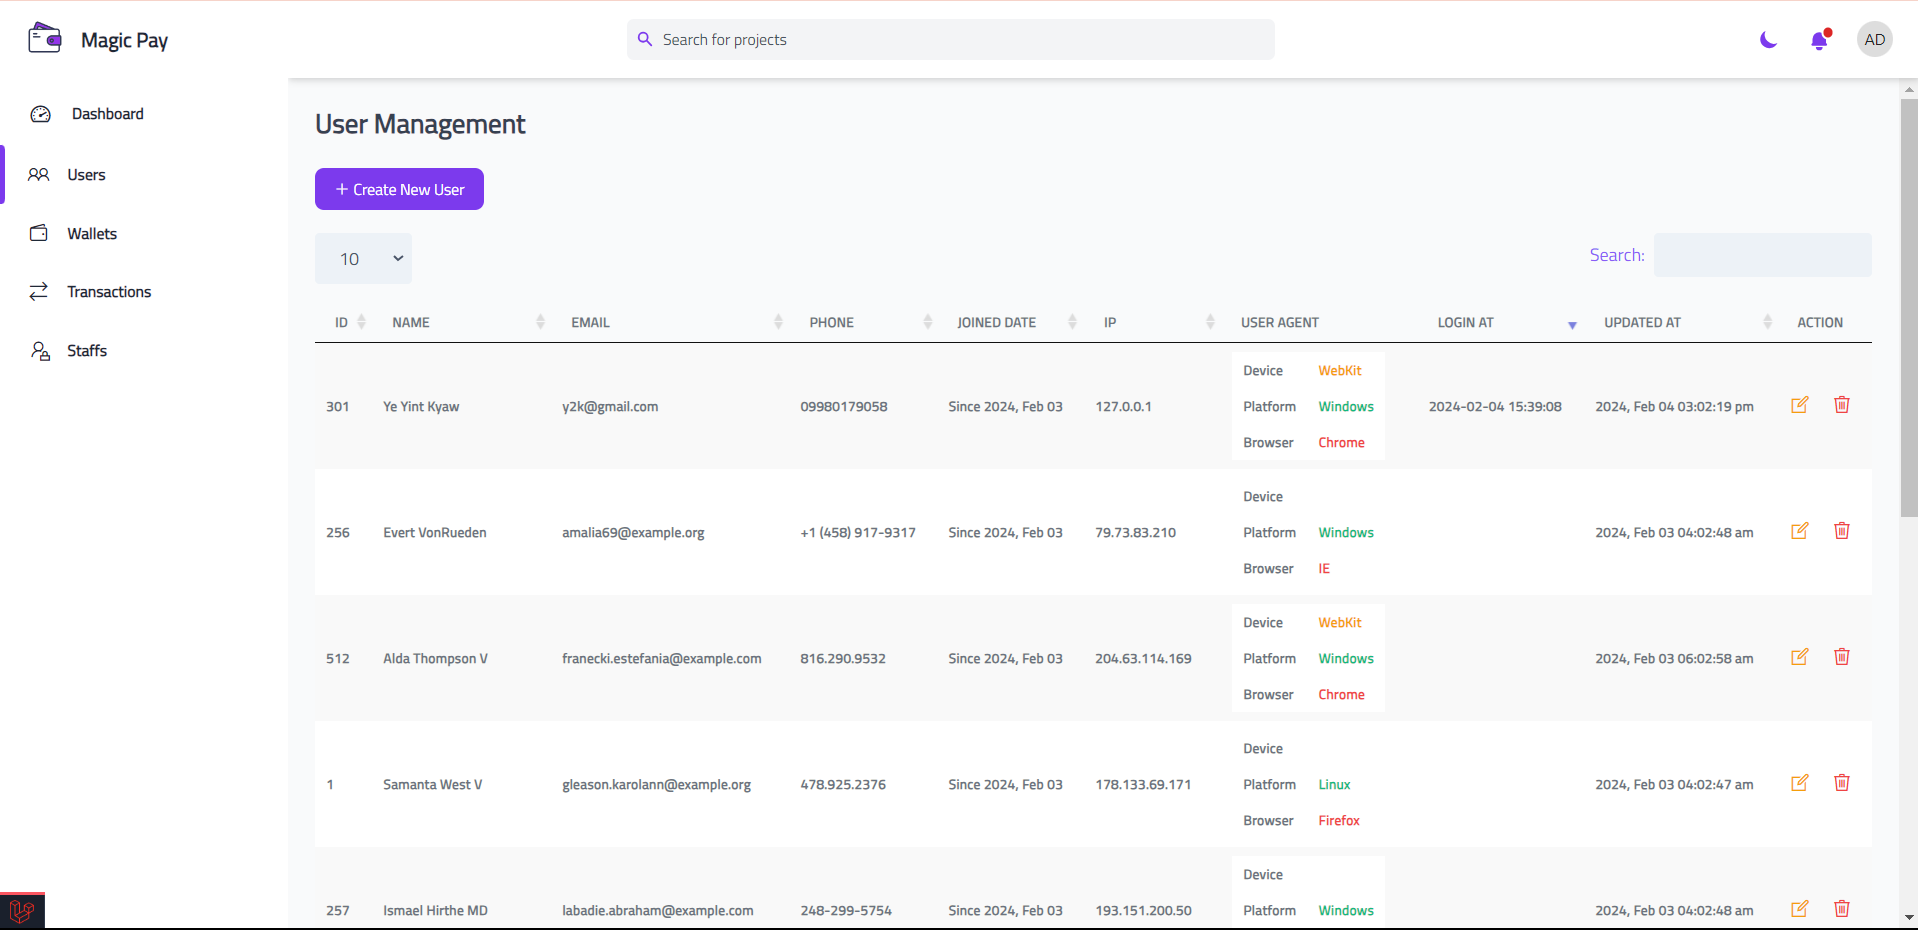 Magic Pay
Search for projects
AD
Dashboard
Users
Wallets
Transactions
Staffs
User Management
+ Create New User
10
Search:
ID NAME EMAIL PHONE JOINED DATE IP USER AGENT LOGIN AT UPDATED AT ACTION
Device WebKit
301 Ye Yint Kyaw y2k@gmail.com 09980179058 Since 2024, Feb 03 127.0.0.1 Platform Windows 2024-02-04 15:39:08 2024, Feb 04 03:02:19 pm
Browser Chrome
Device
256 Evert VonRueden amalia69@example.org +1 (458) 917-9317 Since 2024, Feb 03 79.73.83.210 Platform Windows 2024, Feb 03 04:02:48 am
Browser IE
Device WebKit
512 Alda Thompson V franecki.estefania@example.com 816.290.9532 Since 2024, Feb 03 204.63.114.169 Platform Windows 2024, Feb 03 06:02:58 am
Browser Chrome
Device
1 Samanta West V gleason.karolann@example.org 478.925.2376 Since 2024, Feb 03 178.133.69.171 Platform Linux 2024, Feb 03 04:02:47 am
Browser Firefox
Device
257 Ismael Hirthe MD labadie.abraham@example.com 248-299-5754 Since 2024, Feb 03 193.151.200.50 Platform Windows 2024, Feb 03 04:02:48 am